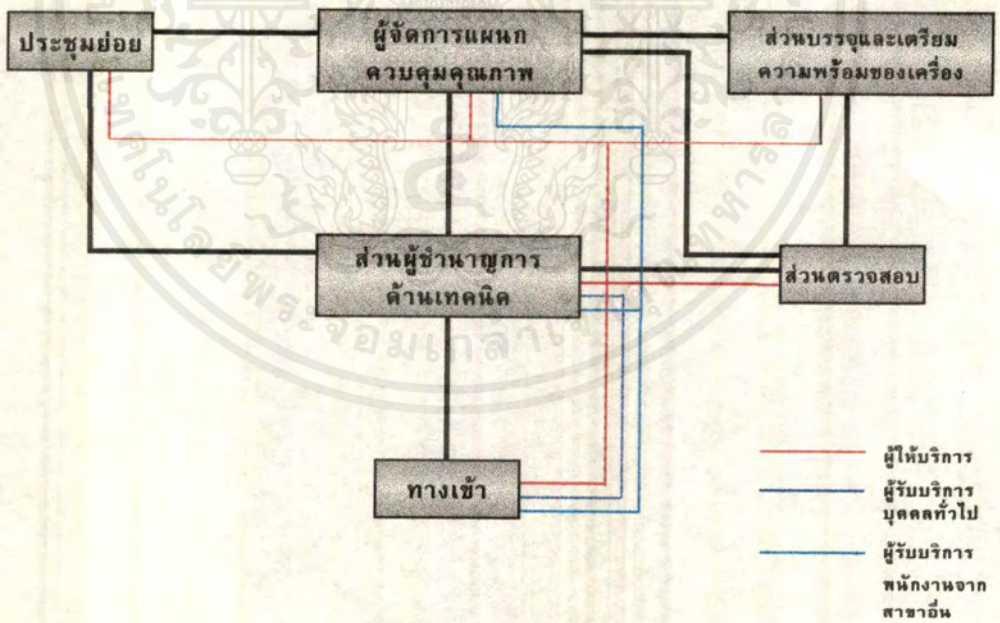 ประชุมย่อย
ผู้จัดการแผนก
ควบคุมคุณภาพ
ส่วนบรรจุและเตรียม
ความพร้อมของเครื่อง
ส่วนผู้ชำนาญการ
ด้านเทคนิค
ส่วนตรวจสอบ
ทางเข้า
ผู้ให้บริการ
ผู้รับบริการ
บุคคลทั่วไป
ผู้รับบริการ
พนักงานจาก
สาขาอื่น